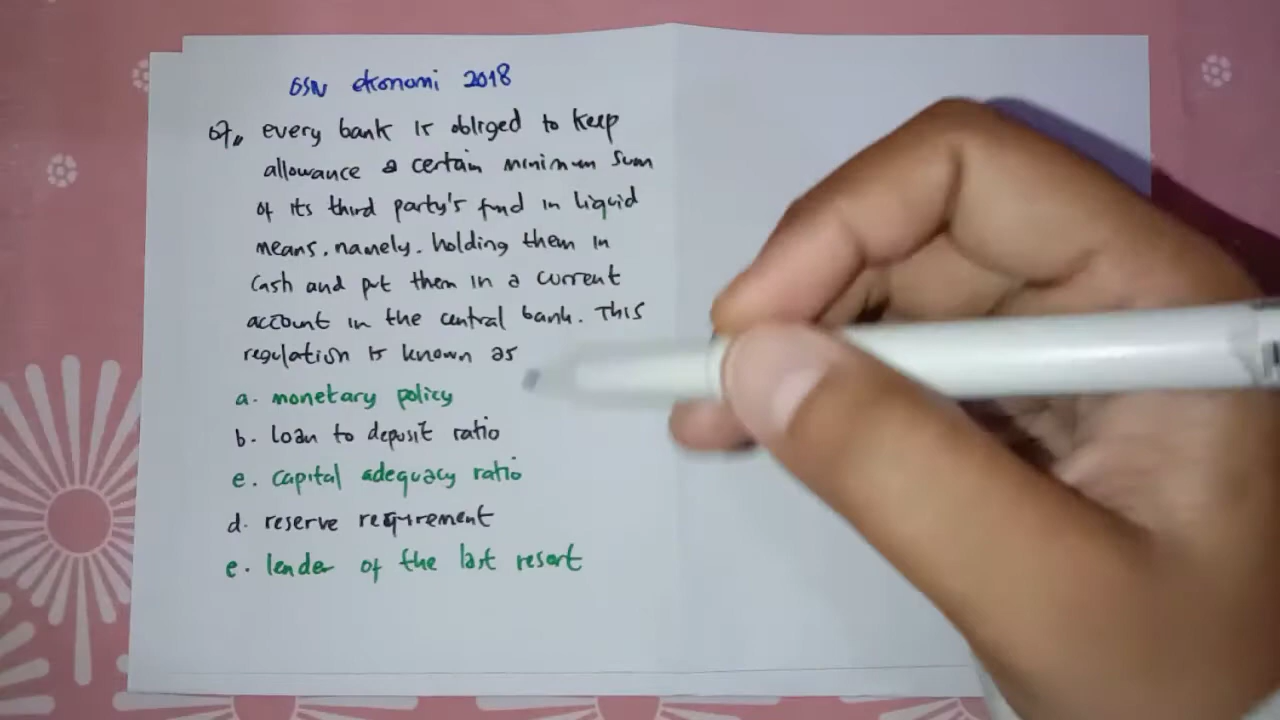 OSN ekonomi 2018
67,, every bank is obliged to keep
allowance a certain minimum sum
of its third party's fund in liquid
means, namely. holding them in
cash and put them in a current
account in the central bank. This
regulation is known as
a. monetary policy
b. loan to deposit ratio
e. capital adequacy ratio
d. reserve requirement
e. lender of the last resort